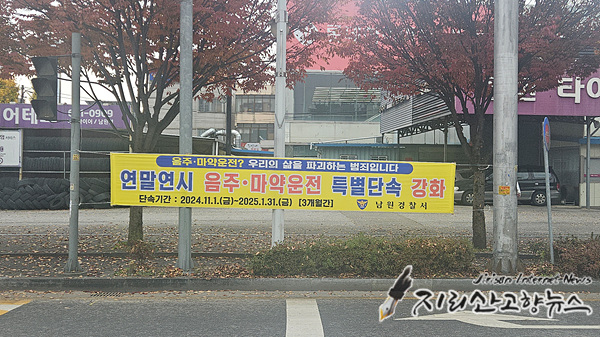 음주·마약운전? 우리의 삶을 파괴하는 범죄입니다
연말연시 음주·마약운전 특별단속 강화
단속기간 : 2024.11.1.(금)~2025.1.31.(금) [3개월간]
남원경찰서
타이
Jirisan Internet News
지리산고향뉴스